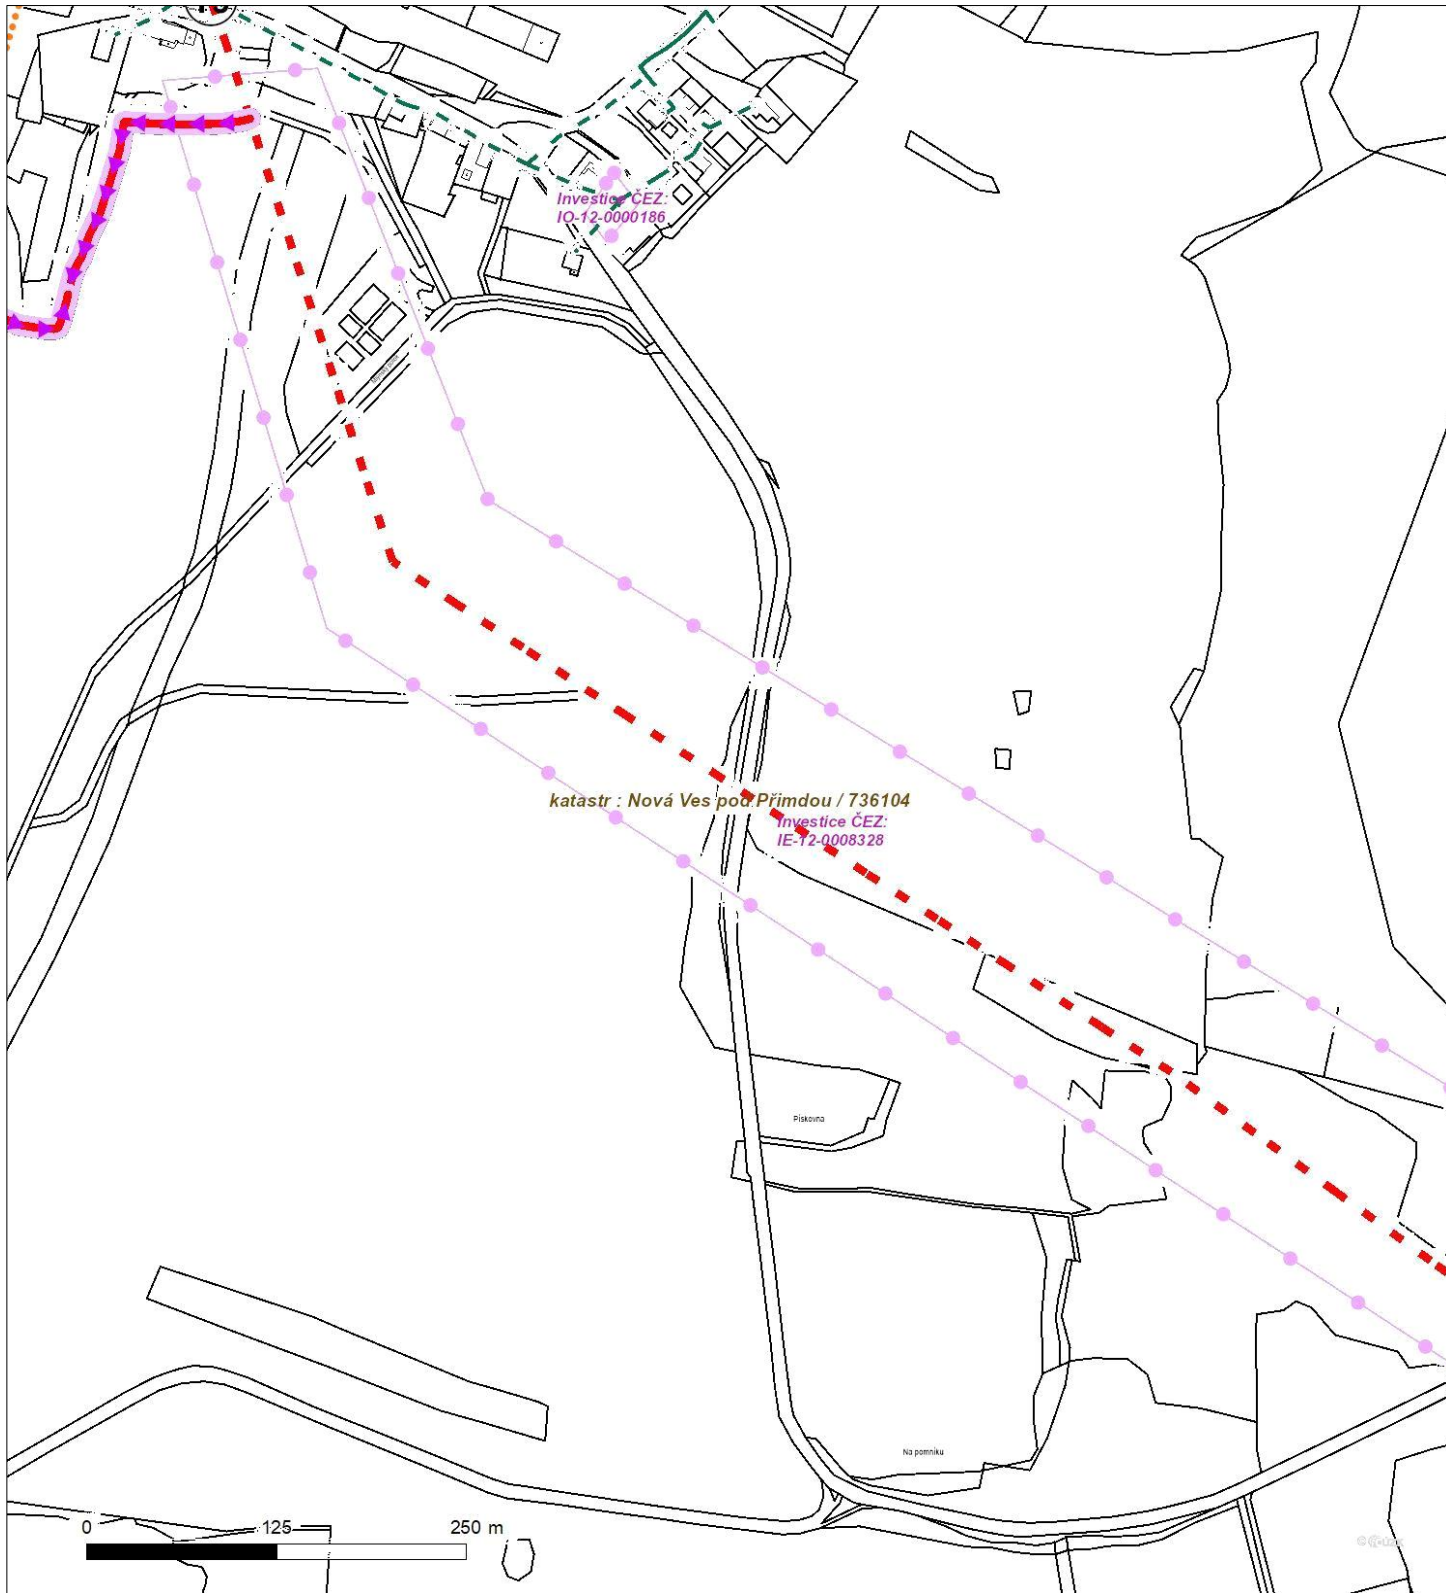 Investice ČEZ:
IO-12-0000186
katastr : Nová Ves pod Přimdou / 736104
Investice ČEZ:
IE-12-0008328
Pískovna
Na pomníku
0 125 250 m